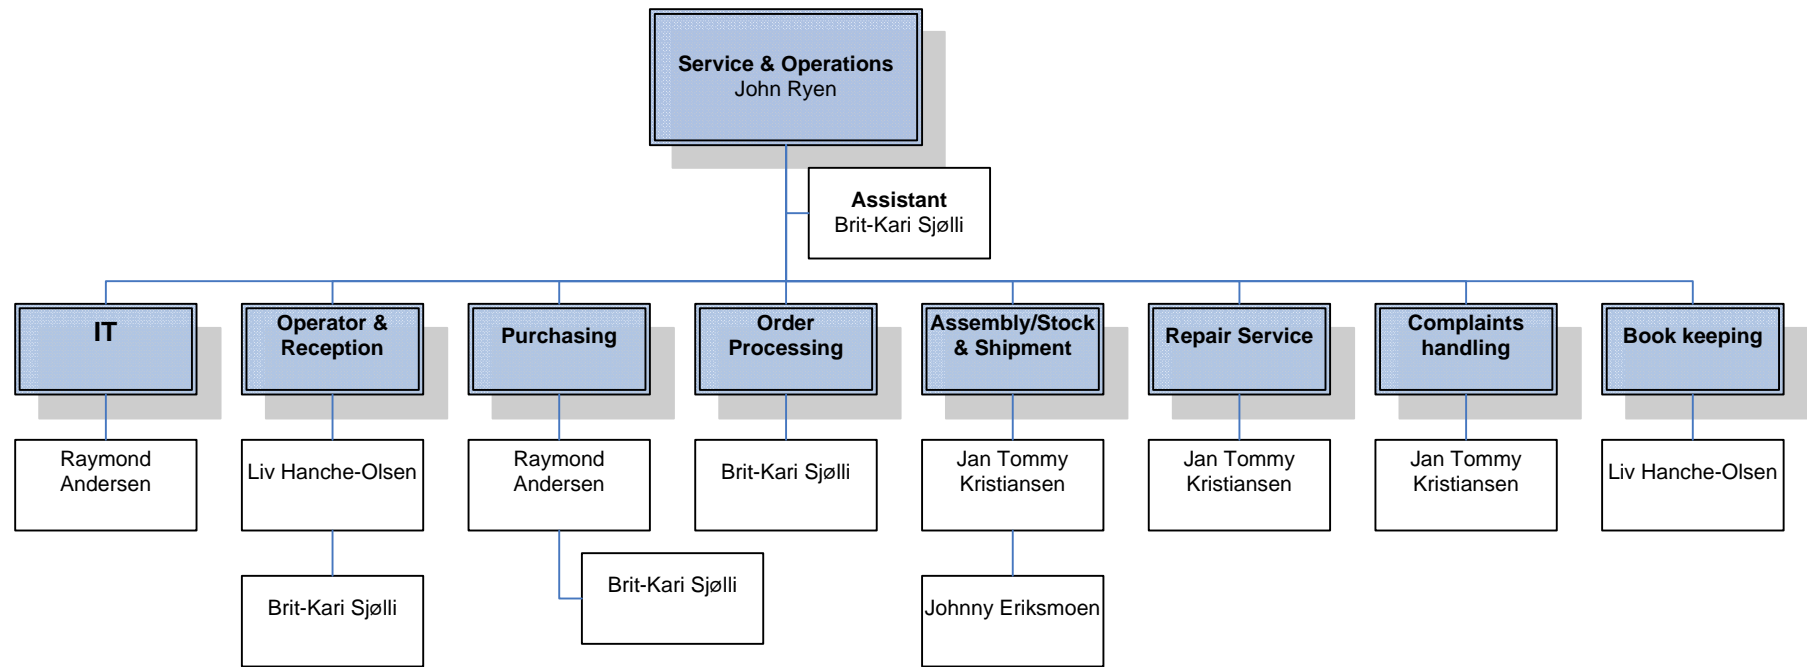 Service & Operations
John Ryen
Assistant
Brit-Kari Sjølli
IT
Operator &
Reception
Purchasing
Order
Processing
Assembly/Stock
& Shipment
Repair Service
Complaints
handling
Book keeping
Raymond
Andersen
Liv Hanche-Olsen
Raymond
Andersen
Brit-Kari Sjølli
Jan Tommy
Kristiansen
Jan Tommy
Kristiansen
Jan Tommy
Kristiansen
Liv Hanche-Olsen
Brit-Kari Sjølli
Brit-Kari Sjølli
Johnny Eriksmoen